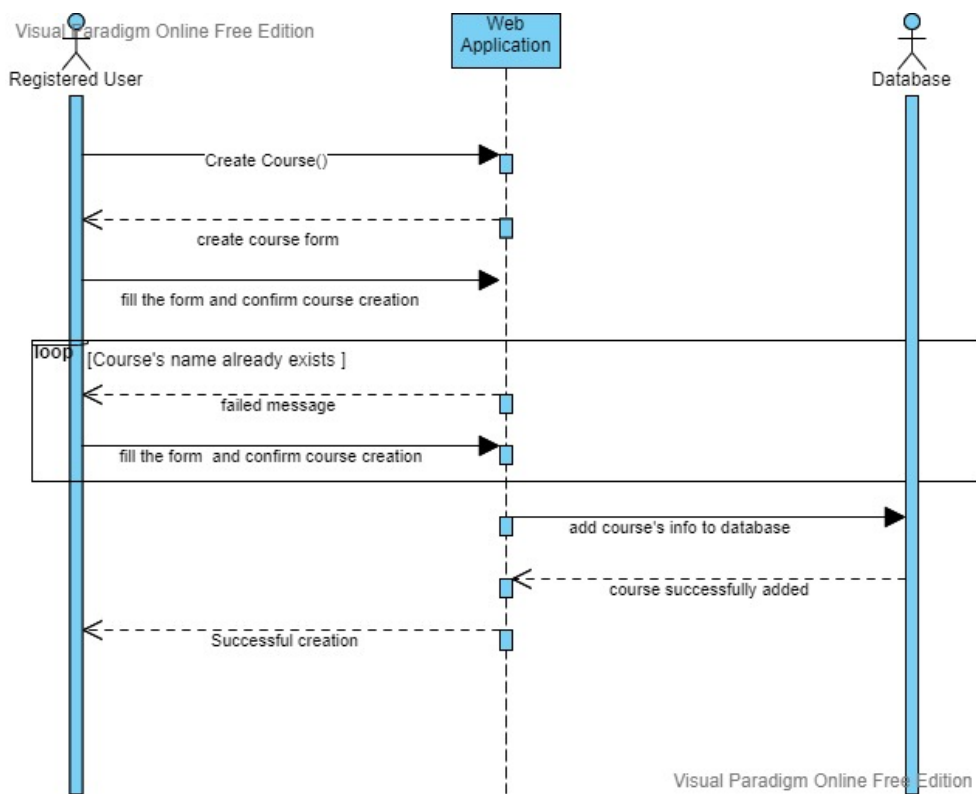 Visual Paradigm Online Free Edition
Web
Application
Registered User
Database
Create Course()
create course form
fill the form and confirm course creation
loop
[Course's name already exists ]
failed message
fill the form  and confirm course creation
add course's info to database
course successfully added
Successful creation
Visual Paradigm Online Free Edition